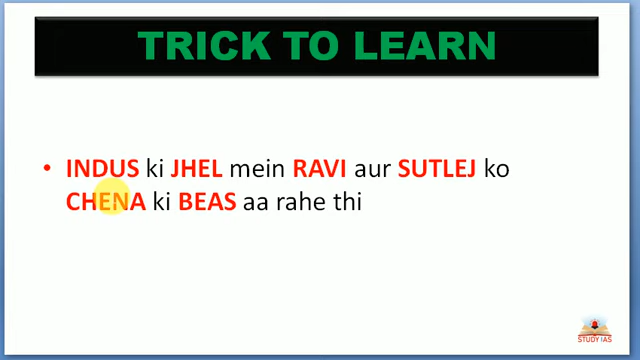 TRICK TO LEARN
• INDUS ki JHEL mein RAVI aur SUTLEJ ko
CHENA ki BEAS aa rahe thi
STUDY IAS